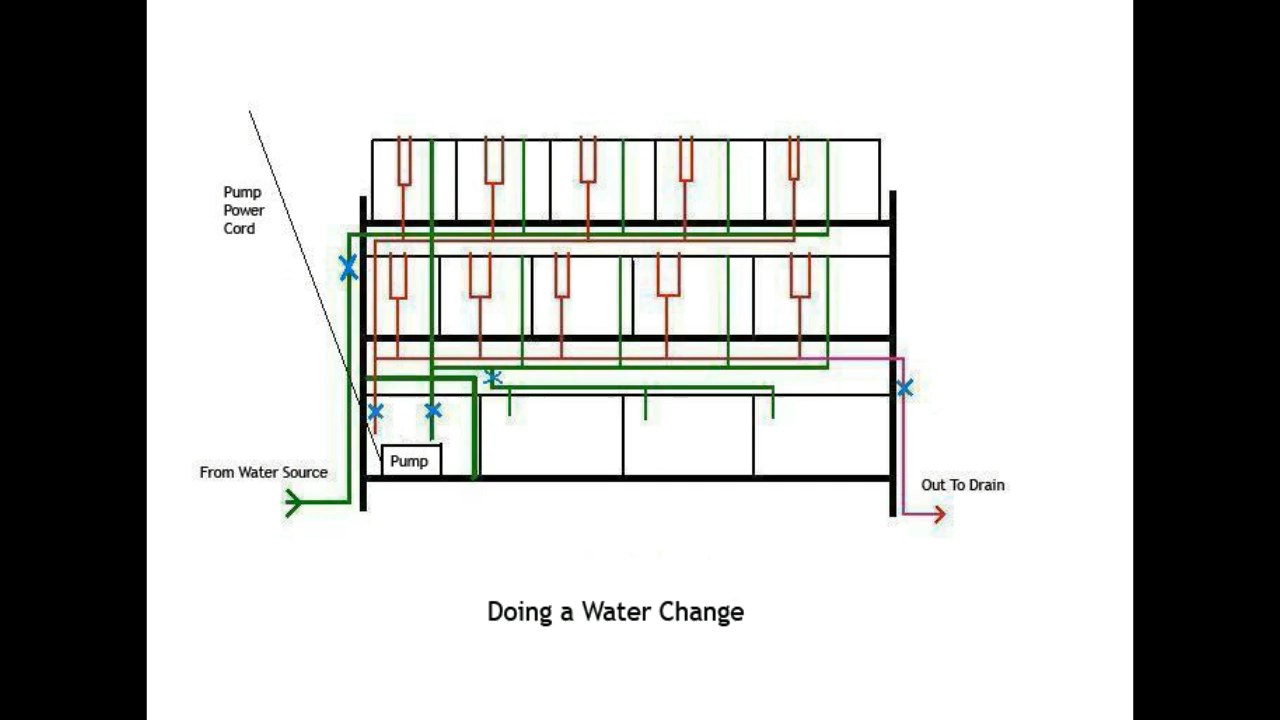 Pump
Power
Cord
Pump
From Water Source
Out To Drain
Doing a Water Change